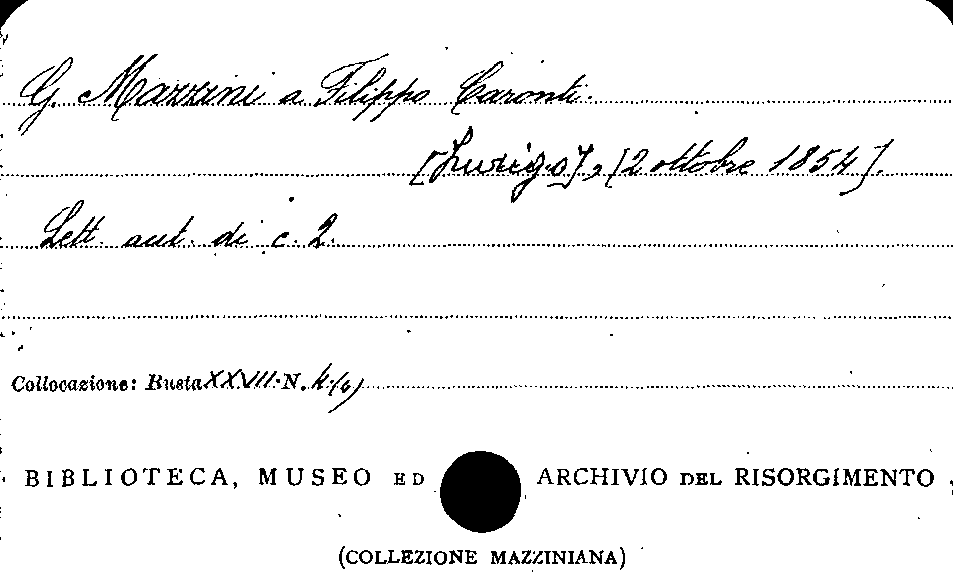 G. Mazzini a Filippo Caronti.
[Zurigo], [2 ottobre 1854].
Lett. aut. di c. 2.
Collocazione: Busta XXVII N. 4/
BIBLIOTECA, MUSEO ED ARCHIVIO DEL RISORGIMENTO
(COLLEZIONE MAZZINIANA)